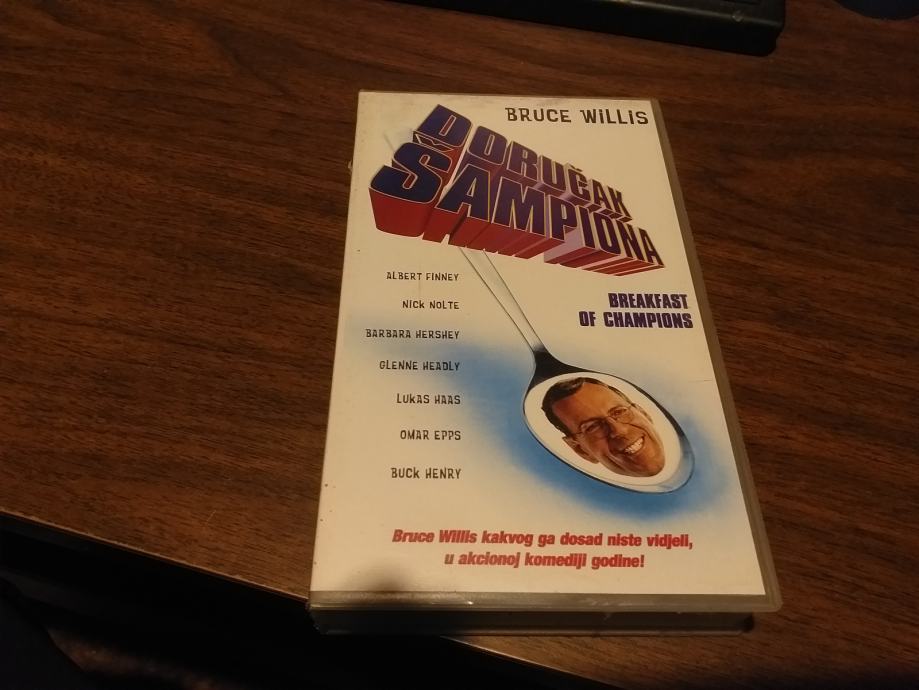 BRUCE WILLIS
DORUČAK
ŠAMPIONA
ALBERT FINNEY
NICK NOLTE
BARBARA HERSHEY
GLENNE HEADLY
LUKAS HAAS
OMAR EPPS
BUCK HENRY
BREAKFAST
OF CHAMPIONS
Bruce Willis kakvog ga dosad niste vidjeli,
u akcionoj komediji godine!